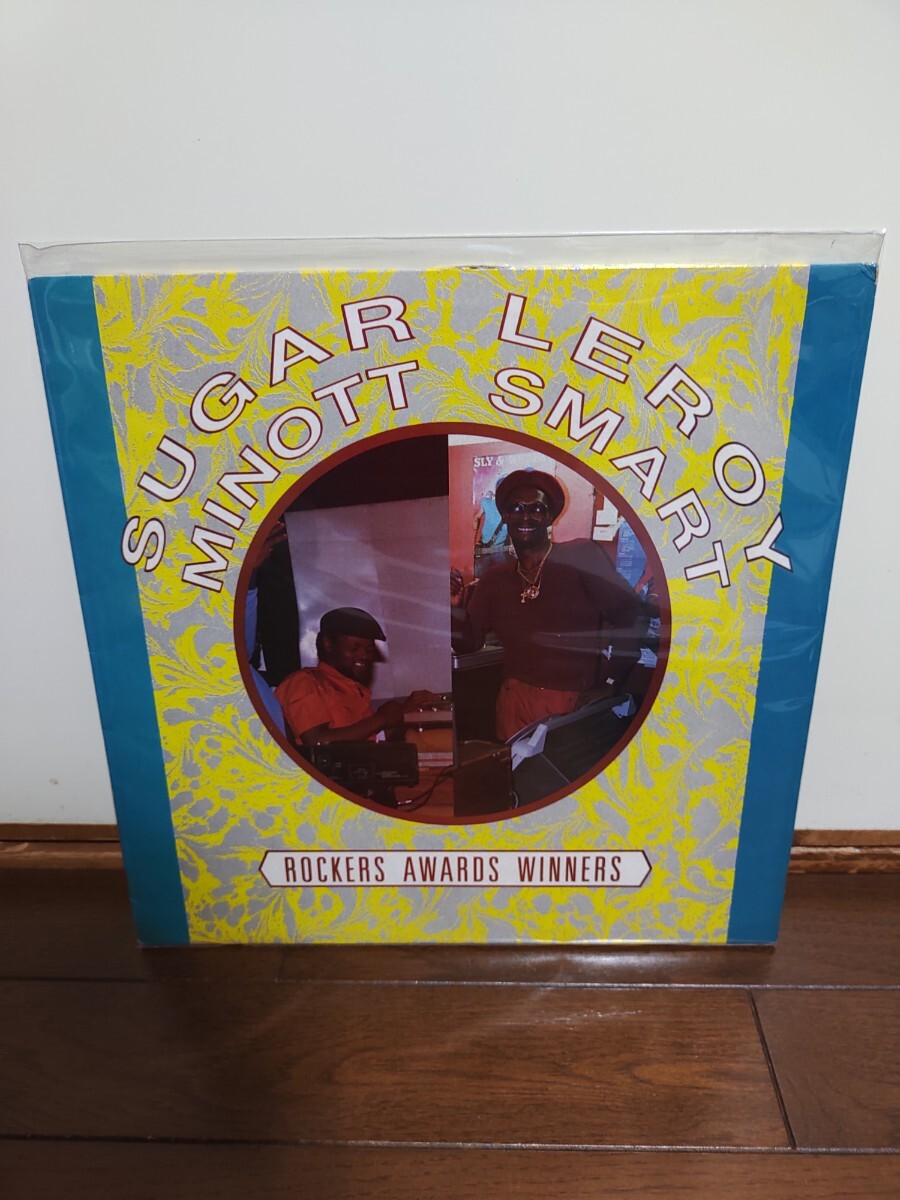 SUGAR
MINOTT
LEROY
SMART
SLY &
ROCKERS AWARDS WINNERS